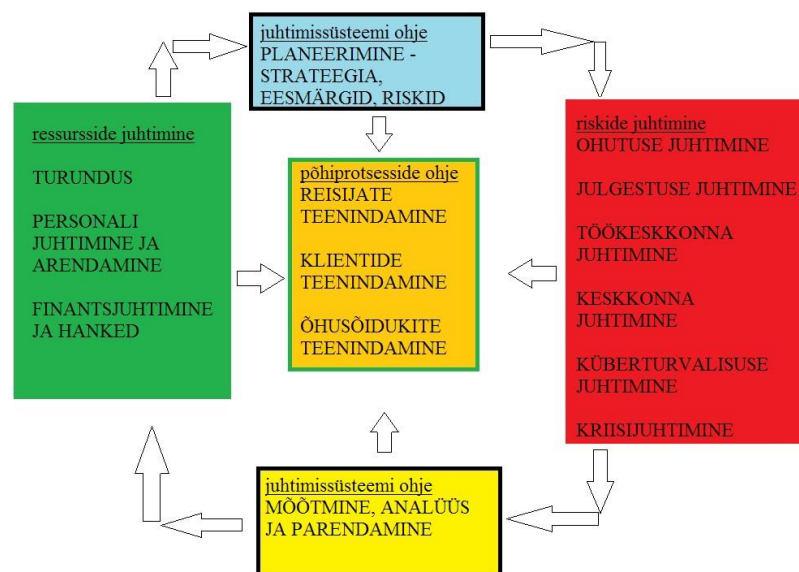 juhtimissüsteemi ohje
PLANEERIMINE -
STRATEEGIA,
EESMÄRGID, RISKID
ressursside juhtimine
TURUNDUS
PERSONALI
JUHTIMINE JA
ARENDAMINE
FINANTSJUHTIMINE
JA HANKED
põhiprotsesside ohje
REISIJATE
TEENINDAMINE
KLIENTIDE
TEENINDAMINE
ÕHUSÕIDUKITE
TEENINDAMINE
riskide juhtimine
OHUTUSE JUHTIMINE
JULGESTUSE JUHTIMINE
TÖÖKESKKONNA
JUHTIMINE
KESKKONNA
JUHTIMINE
KÜBERTURVALISUSE
JUHTIMINE
KRIISIJUHTIMINE
juhtimissüsteemi ohje
MÕÕTMINE, ANALÜÜS
JA PARENDAMINE